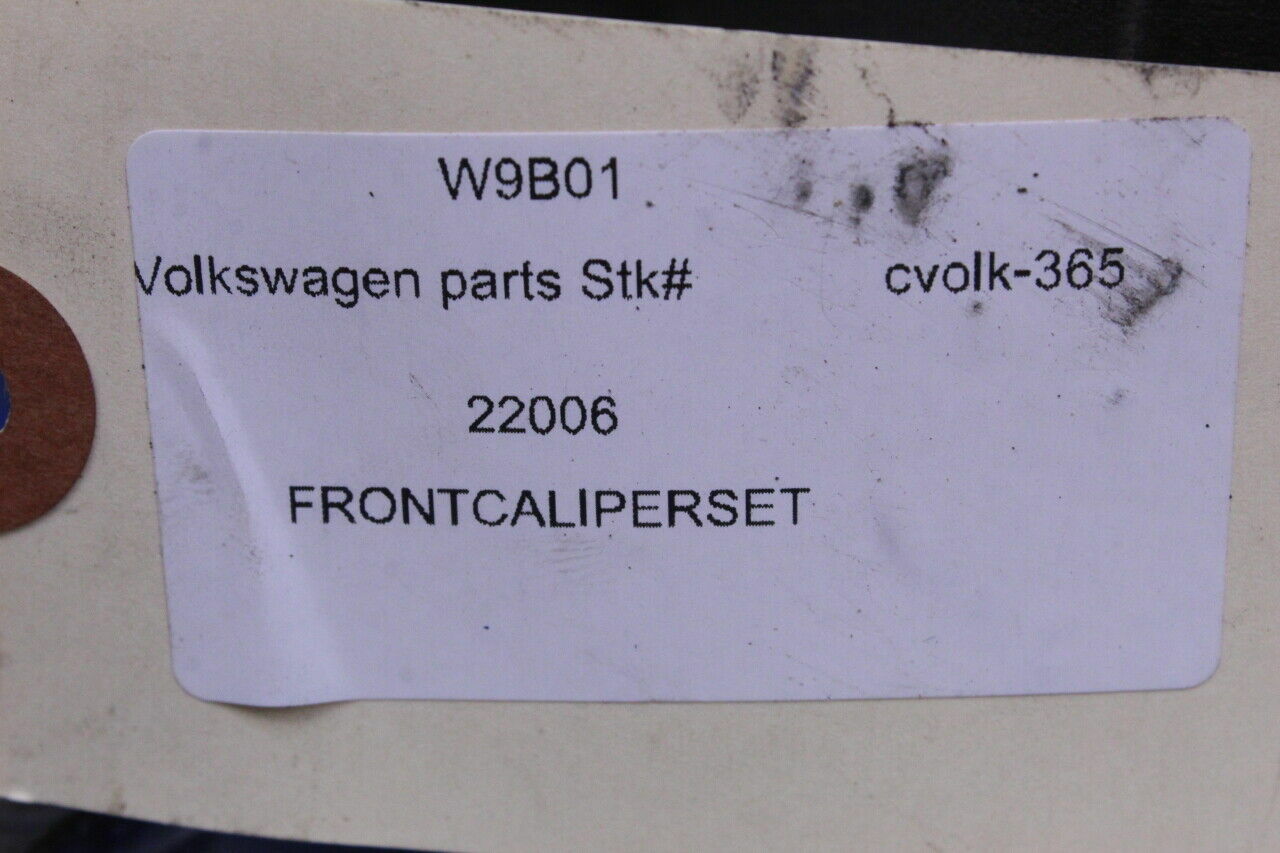 W9B01
Volkswagen parts Stk# cvolk-365
22006
FRONTCALIPERSET